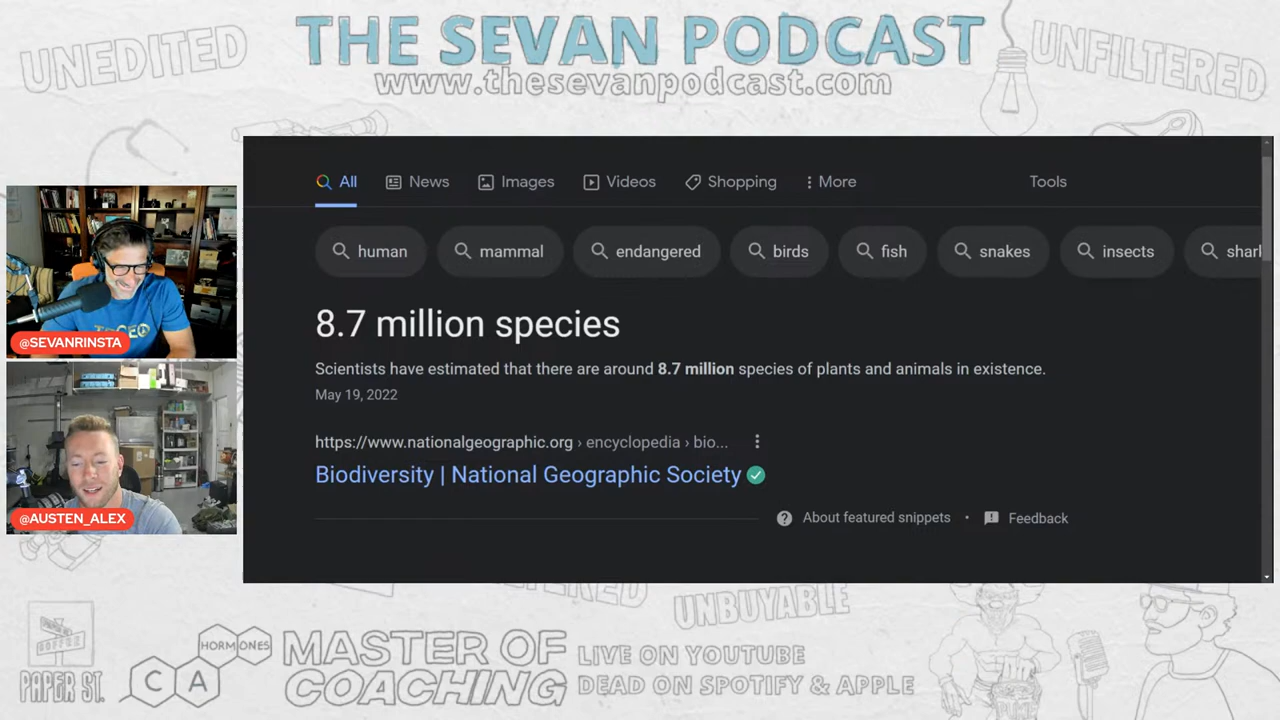 UNEDITED
THE SEVAN PODCAST
www.thesevanpodcast.com
UNFILTERED
All
News
Images
Videos
Shopping
More
Tools
human
mammal
endangered
birds
fish
snakes
insects
8.7 million species
Scientists have estimated that there are around 8.7 million species of plants and animals in existence.
May 19, 2022
https://www.nationalgeographic.org › encyclopedia › bio...
Biodiversity | National Geographic Society
About featured snippets • Feedback
@SEVANRINSTA
@AUSTEN_ALEX
UNBUYABLE
PAPER ST.
COFFEE
CA
HORMONES
MASTER OF
COACHING
LIVE ON YOUTUBE
DEAD ON SPOTIFY & APPLE